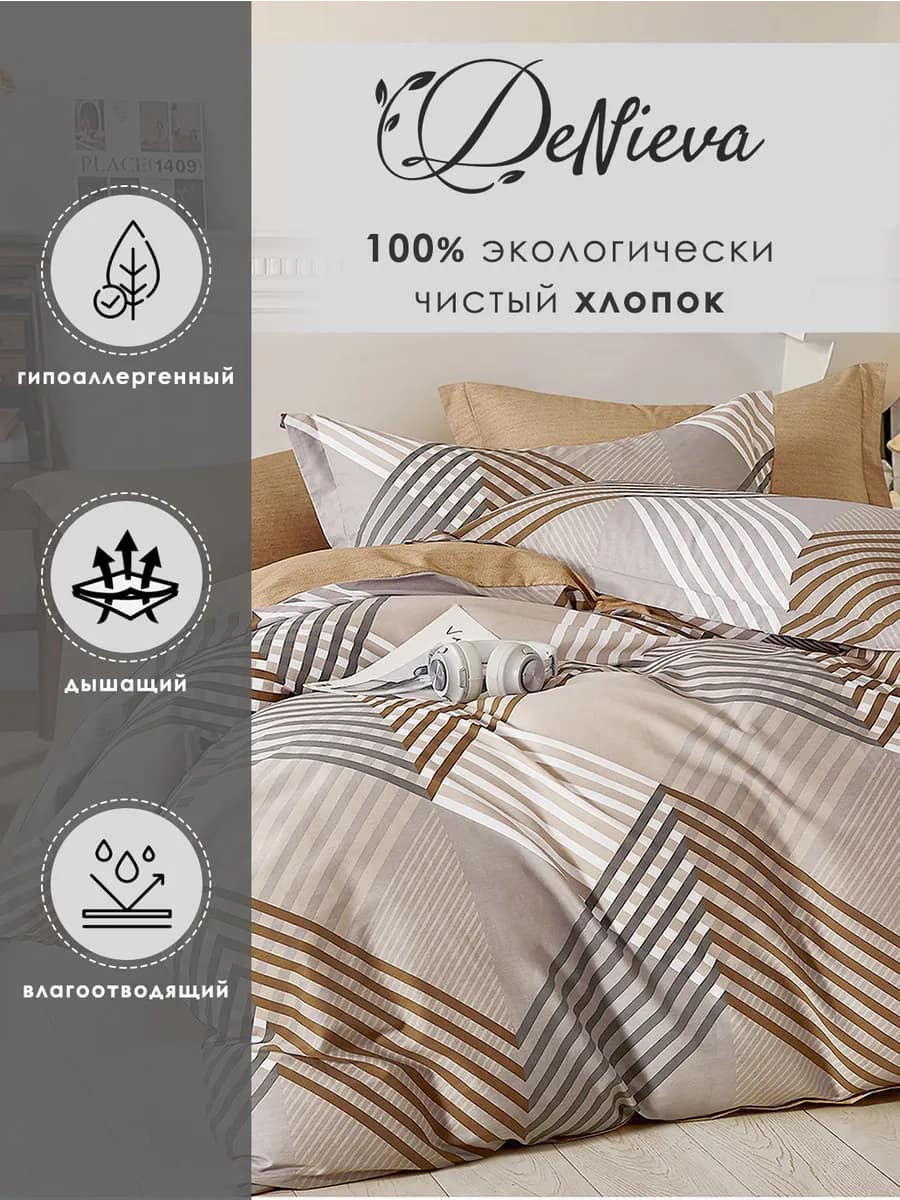 DeNieva
100% экологически
чистый хлопок
PLACE(1409)
гипоаллергенный
дышащий
влагоотводящий